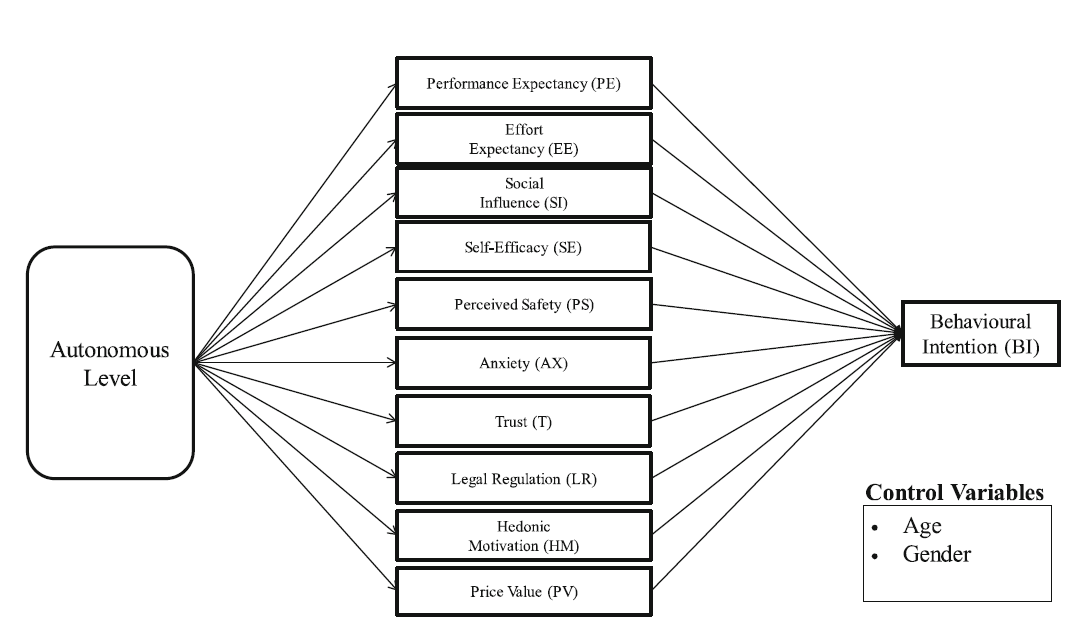 Performance Expectancy (PE)
Effort
Expectancy (EE)
Social
Influence (SI)
Self-Efficacy (SE)
Perceived Safety (PS)
Anxiety (AX)
Trust (T)
Legal Regulation (LR)
Hedonic
Motivation (HM)
Price Value (PV)
Autonomous
Level
Behavioural
Intention (BI)
Control Variables
• Age
• Gender